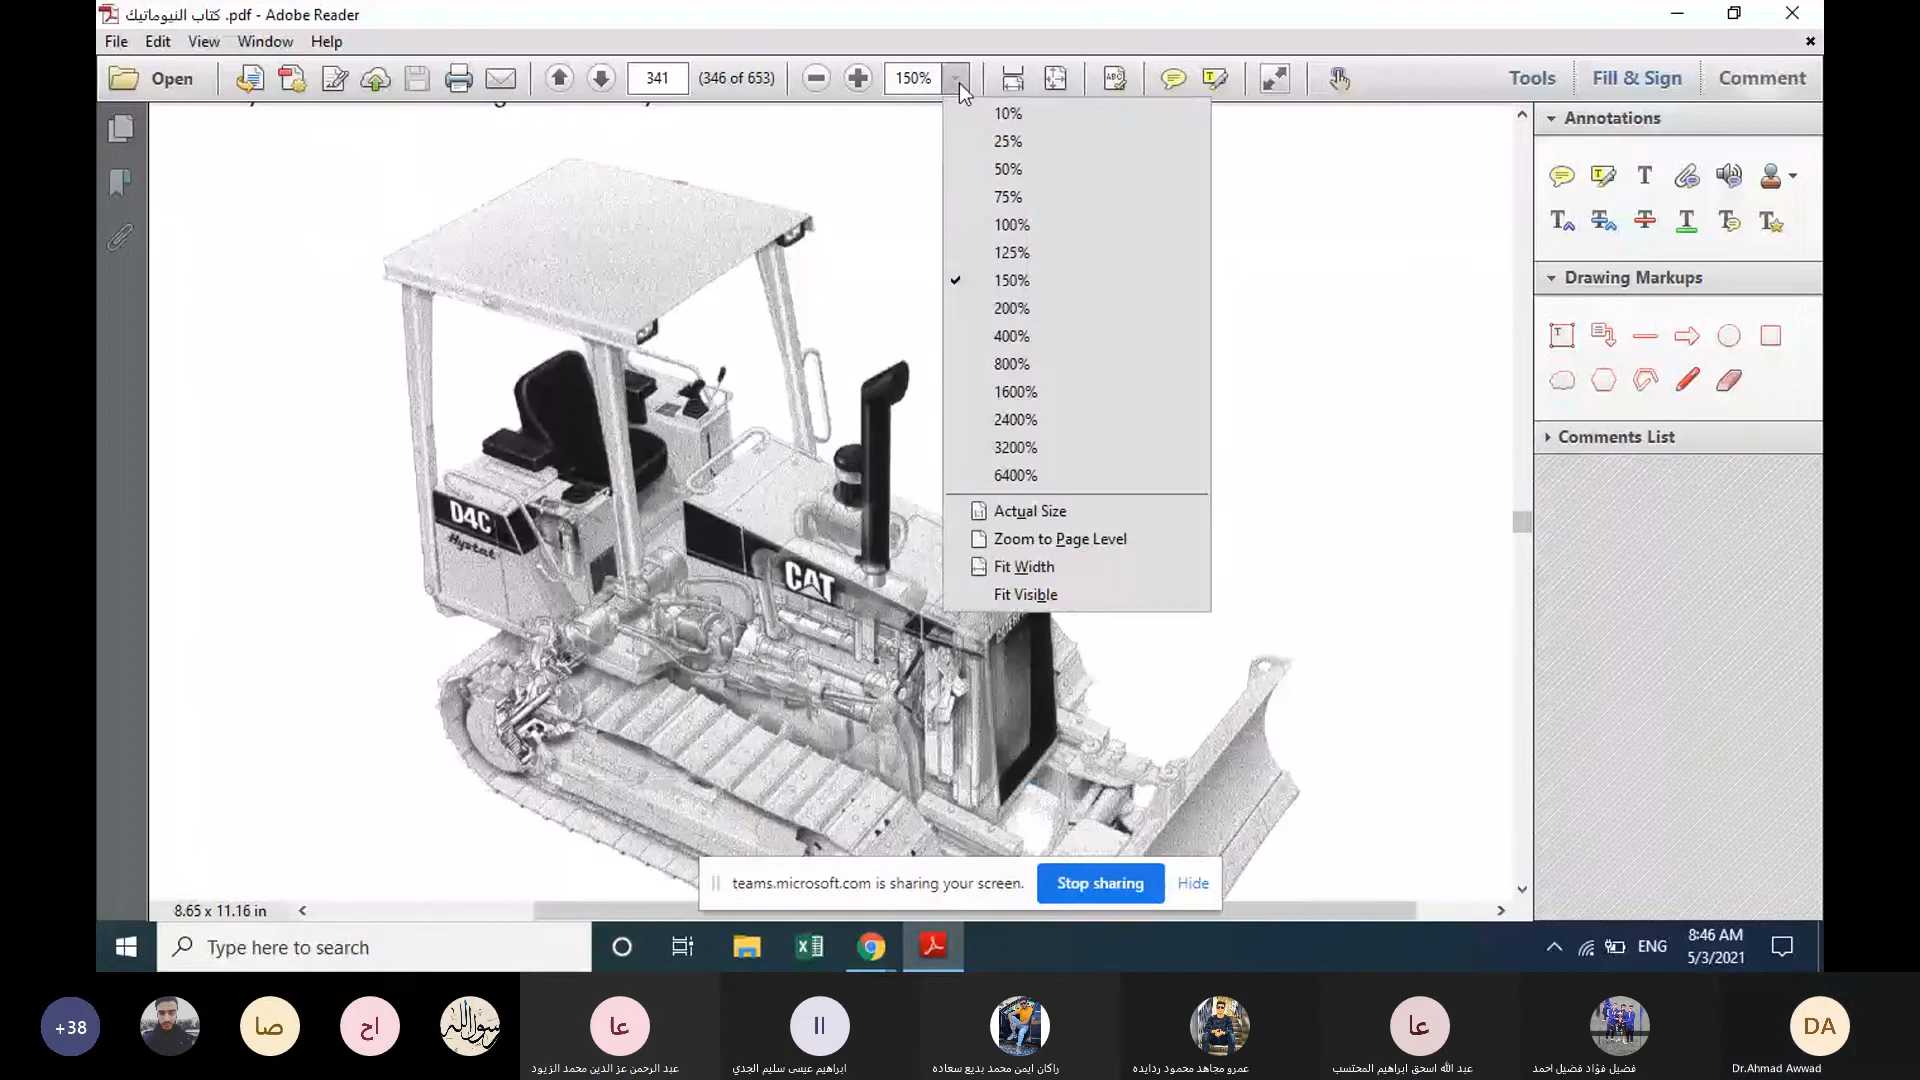 كتاب النيوماتيك .pdf - Adobe Reader
File Edit View Window Help
Open 341 (346 of 653) 150% Tools Fill & Sign Comment
10%
25%
50%
75%
100%
125%
150%
200%
400%
800%
1600%
2400%
3200%
6400%
Actual Size
Zoom to Page Level
Fit Width
Fit Visible
Annotations
Drawing Markups
Comments List
D4C
Hystat
CAT
teams.microsoft.com is sharing your screen. Stop sharing Hide
8.65 x 11.16 in
Type here to search
ENG
8:46 AM
5/3/2021
+38
صا
اح
عا
اا
عا
DA
عبد الرحمن عز الدين محمد الزيود
ابراهيم عيسى سليم الجدي
راكان ايمن محمد بديع سعاده
عمرو مجاهد محمود ردايده
عبد الله اسحق ابراهيم المحتسب
فضيل فؤاد فضيل احمد
Dr.Ahmad Awwad